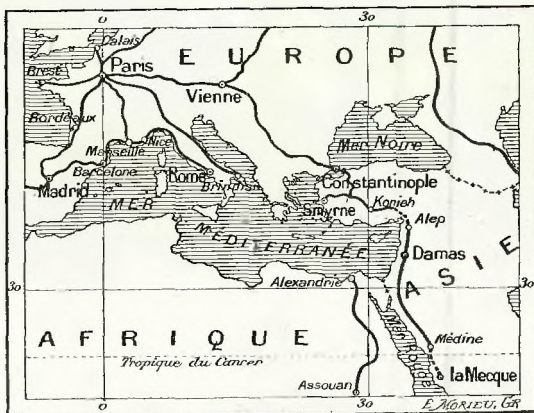 0
30
Calais
EUROPE
Brest
Paris
Vienne
Bordeaux
Mer Noire
Marseille
Nice
Barcelone
Rome
Constantinople
Madrid
Brindisi
MER
Smyrne
Konieh
Alep
MÉDITERRANÉE
Damas
ASIE
30
Alexandrie
30
AFRIQUE
Mer Rouge
Médine
Tropique du Cancer
la Mecque
Assouan
0
30
E. MORIEU, GR